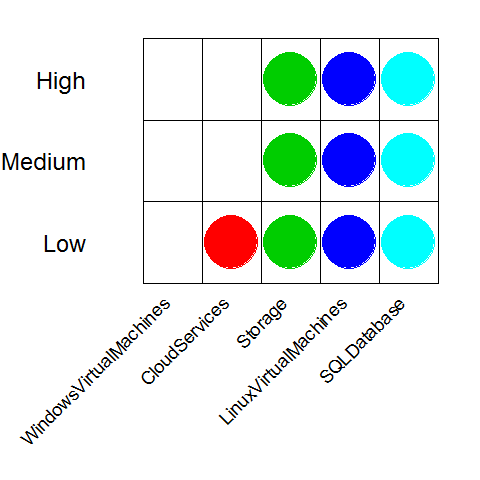 High
Medium
Low
WindowsVirtualMachines
CloudServices
Storage
LinuxVirtualMachines
SQLDatabase